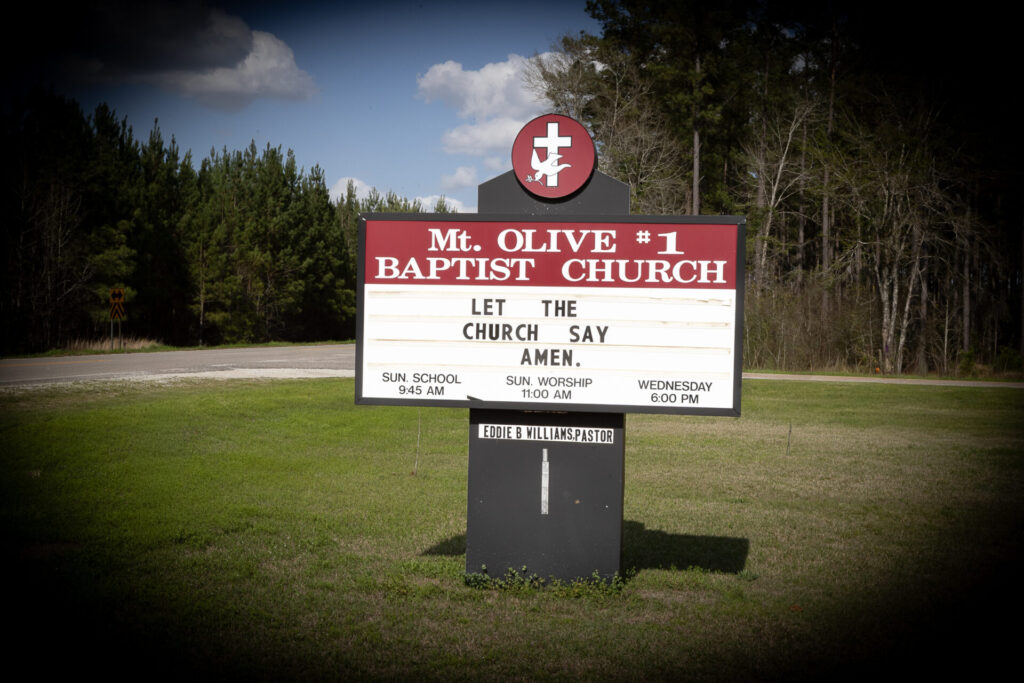 Mt. OLIVE #1
BAPTIST CHURCH
LET THE
CHURCH SAY
AMEN.
SUN. SCHOOL
9:45 AM
SUN. WORSHIP
11:00 AM
WEDNESDAY
6:00 PM
EDDIE B WILLIAMS,PASTOR